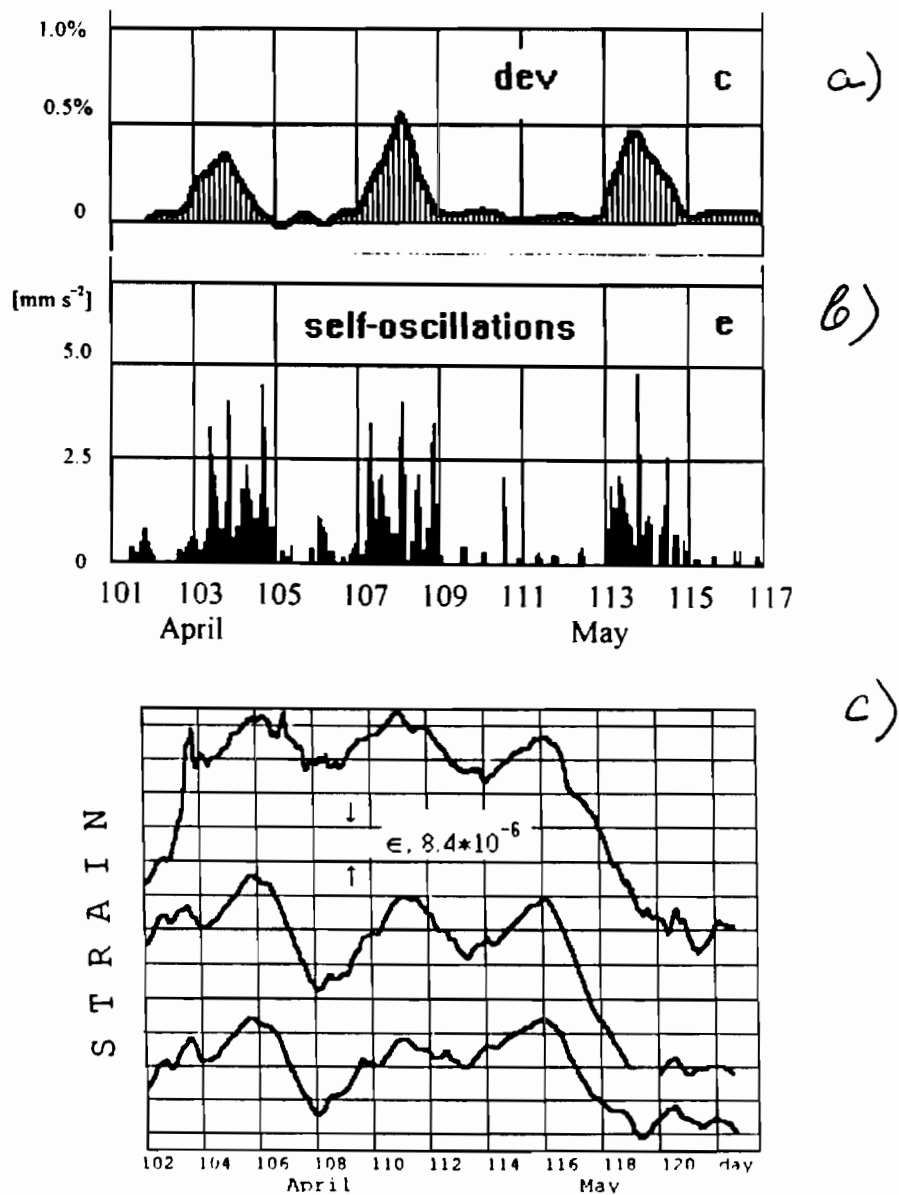 1.0%
dev c a)
0.5%
0
[mm s⁻²] b)
self-oscillations e
5.0
2.5
0
101 103 105 107 109 111 113 115 117
April May
c)
STRAIN
↓
ϵ, 8.4*10⁻⁶
↑
102 104 106 108 110 112 114 116 118 120 day
April May